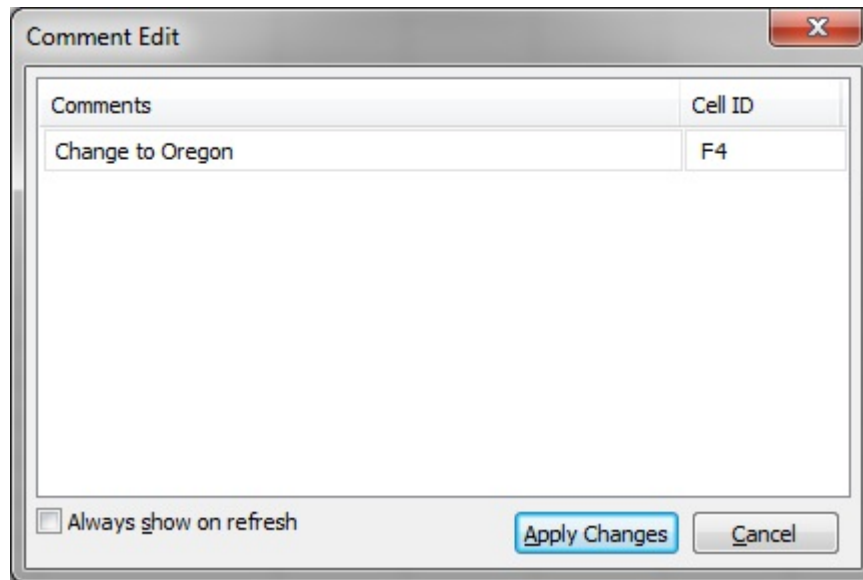 Comment Edit
Comments Cell ID
Change to Oregon F4
Always show on refresh Apply Changes Cancel